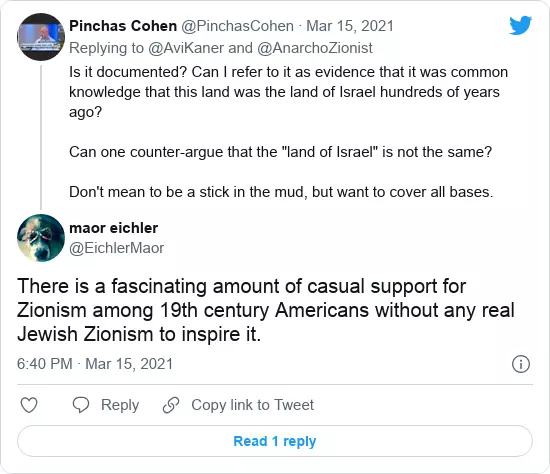 Pinchas Cohen @PinchasCohen · Mar 15, 2021
Replying to @AviKaner and @AnarchoZionist
Is it documented? Can I refer to it as evidence that it was common
knowledge that this land was the land of Israel hundreds of years
ago?
Can one counter-argue that the "land of Israel" is not the same?
Don't mean to be a stick in the mud, but want to cover all bases.
maor eichler
@EichlerMaor
There is a fascinating amount of casual support for
Zionism among 19th century Americans without any real
Jewish Zionism to inspire it.
6:40 PM · Mar 15, 2021
Reply
Copy link to Tweet
Read 1 reply